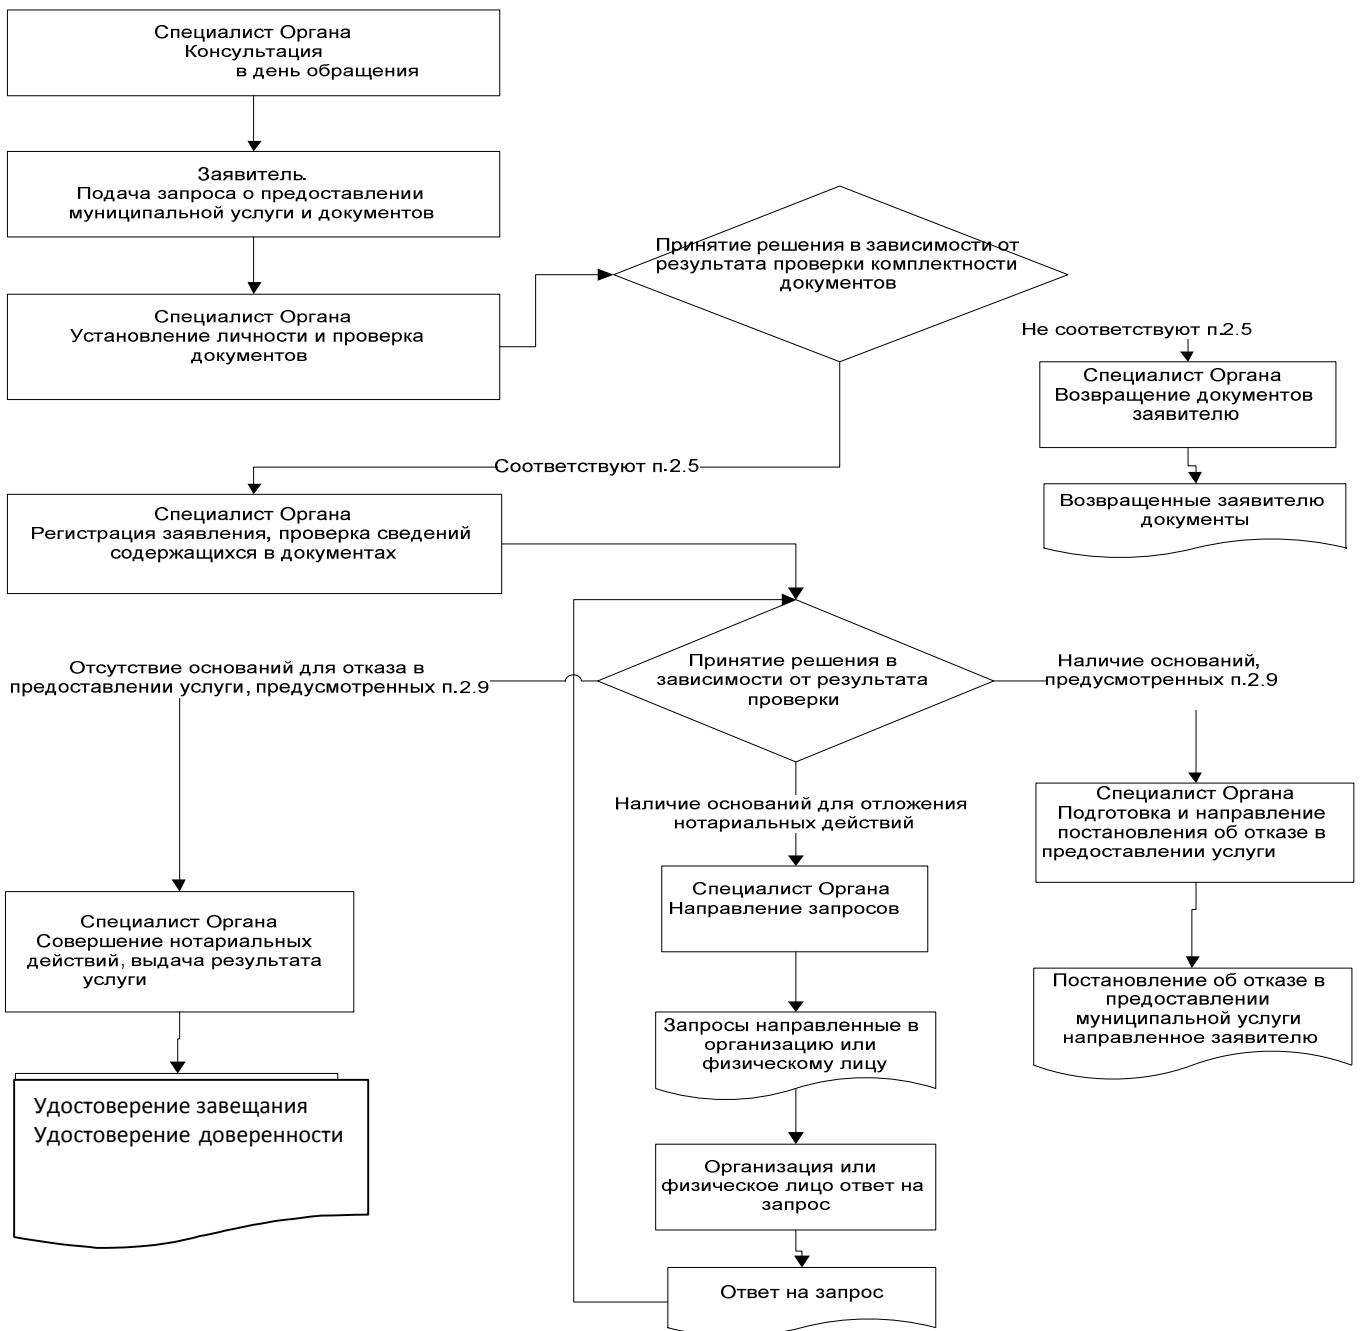 Специалист Органа
Консультация
в день обращения
Заявитель.
Подача запроса о предоставлении
муниципальной услуги и документов
Специалист Органа
Установление личности и проверка
документов
Принятие решения в зависимости от
результата проверки комплектности
документов
Не соответствуют п.2.5
Специалист Органа
Возвращение документов
заявителю
Возвращенные заявителю
документы
Соответствуют п.2.5
Специалист Органа
Регистрация заявления, проверка сведений
содержащихся в документах
Принятие решения в
зависимости от результата
проверки
Отсутствие оснований для отказа в
предоставлении услуги, предусмотренных п.2.9
Наличие оснований,
предусмотренных п.2.9
Наличие оснований для отложения
нотариальных действий
Специалист Органа
Подготовка и направление
постановления об отказе в
предоставлении услуги
Специалист Органа
Направление запросов
Специалист Органа
Совершение нотариальных
действий, выдача результата
услуги
Постановление об отказе в
предоставлении
муниципальной услуги
направленное заявителю
Запросы направленные в
организацию или
физическому лицу
Удостоверение завещания
Удостоверение доверенности
Организация или
физическое лицо ответ на
запрос
Ответ на запрос